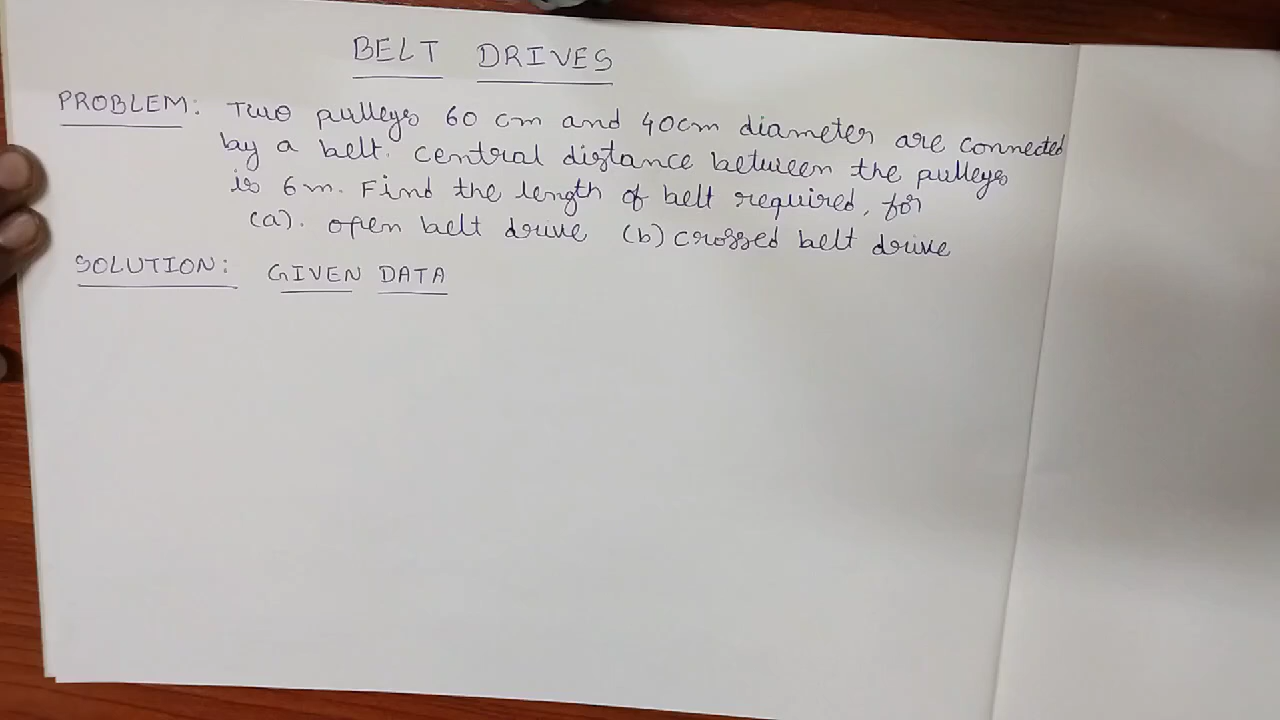 BELT DRIVES
PROBLEM: Two pulleys 60 cm and 40cm diameter are connected
by a belt. central distance between the pulleys
is 6m. Find the length of belt required, for
(a). open belt drive (b) crossed belt drive
SOLUTION: GIVEN DATA